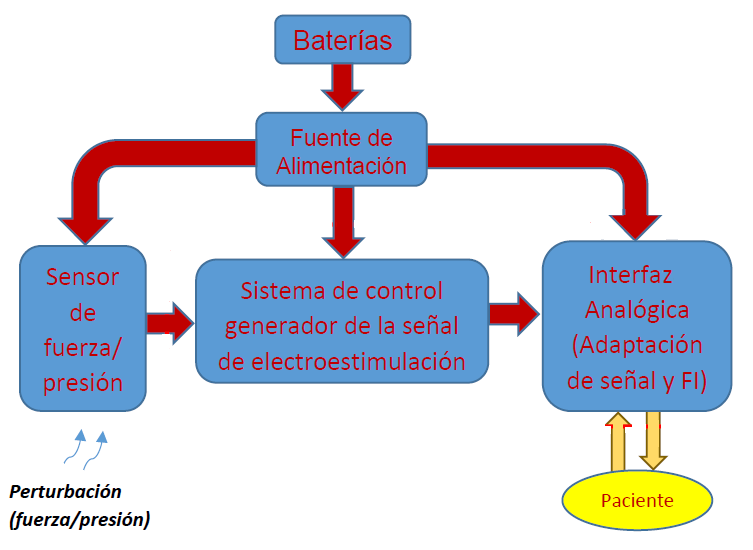 Baterías
Fuente de
Alimentación
Sensor
de
fuerza/
presión
Sistema de control
generador de la señal
de electroestimulación
Interfaz
Analógica
(Adaptación
de señal y FI)
Perturbación
(fuerza/presión)
Paciente